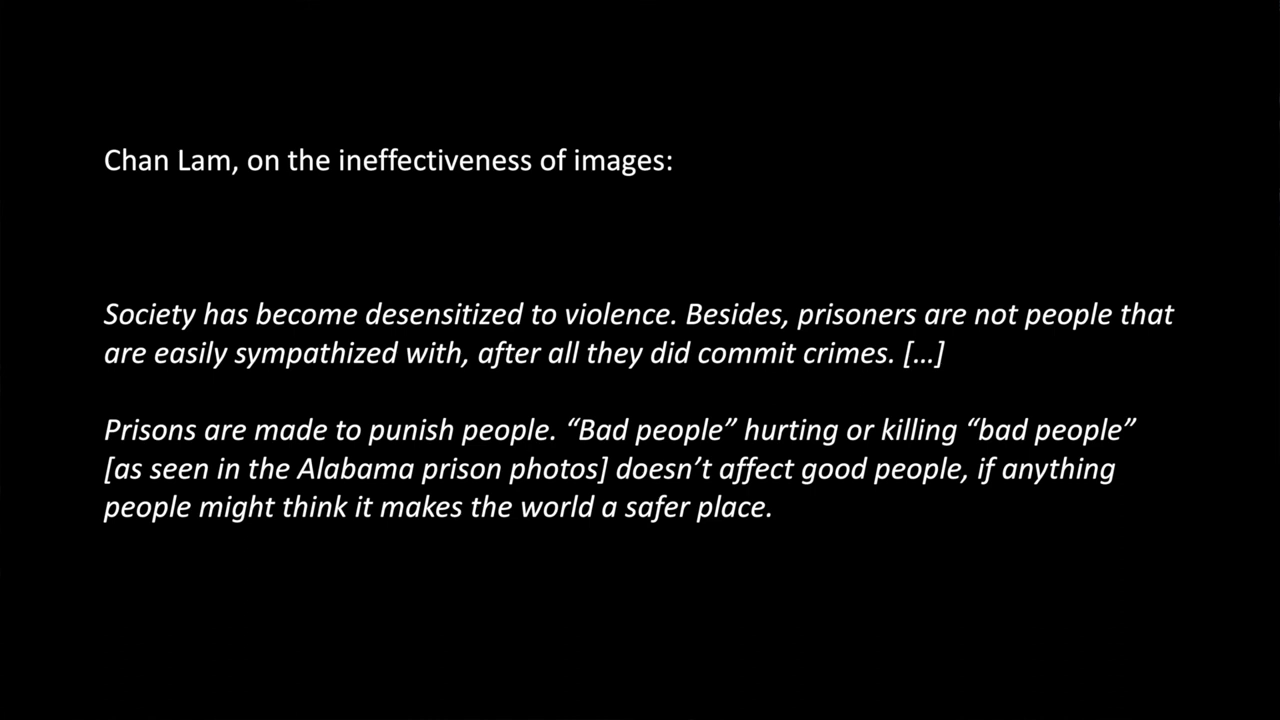 Chan Lam, on the ineffectiveness of images:
Society has become desensitized to violence. Besides, prisoners are not people that
are easily sympathized with, after all they did commit crimes. […]
Prisons are made to punish people. “Bad people” hurting or killing “bad people”
[as seen in the Alabama prison photos] doesn’t affect good people, if anything
people might think it makes the world a safer place.